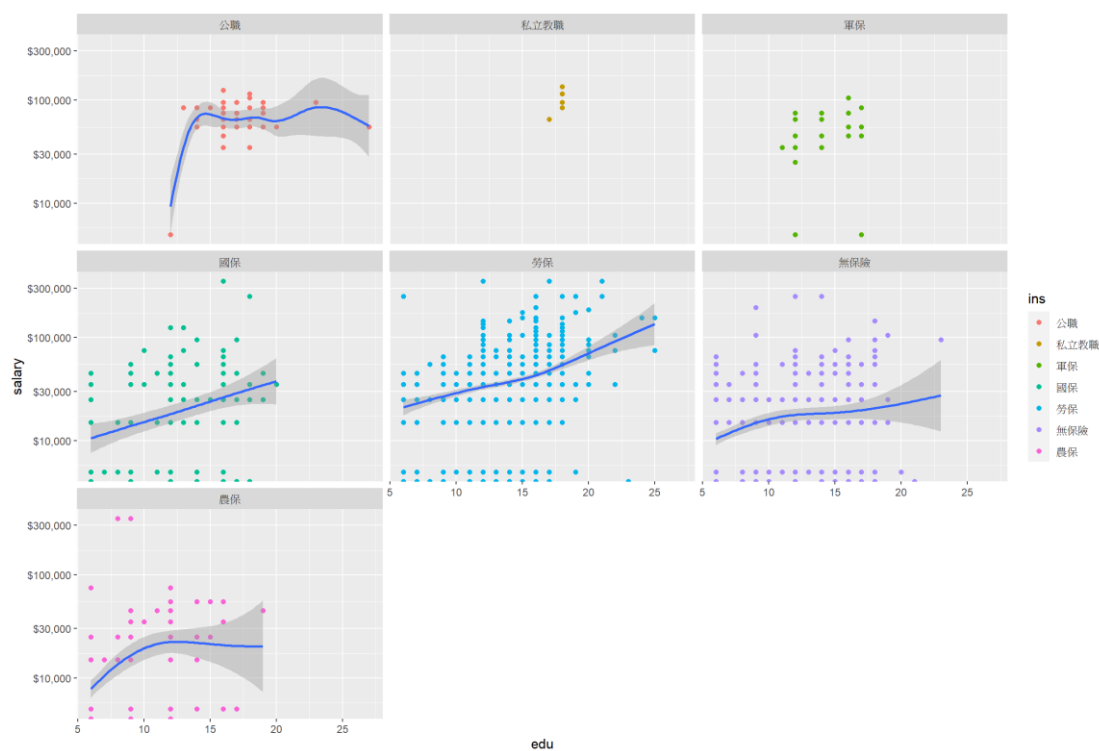 公職
私立教職
軍保
$300,000
$100,000
$30,000
$10,000
國保
勞保
無保險
$300,000
$100,000
$30,000
$10,000
salary
ins
公職
私立教職
軍保
國保
勞保
無保險
農保
5 10 15 20 25
5 10 15 20 25
農保
$300,000
$100,000
$30,000
$10,000
5 10 15 20 25
edu